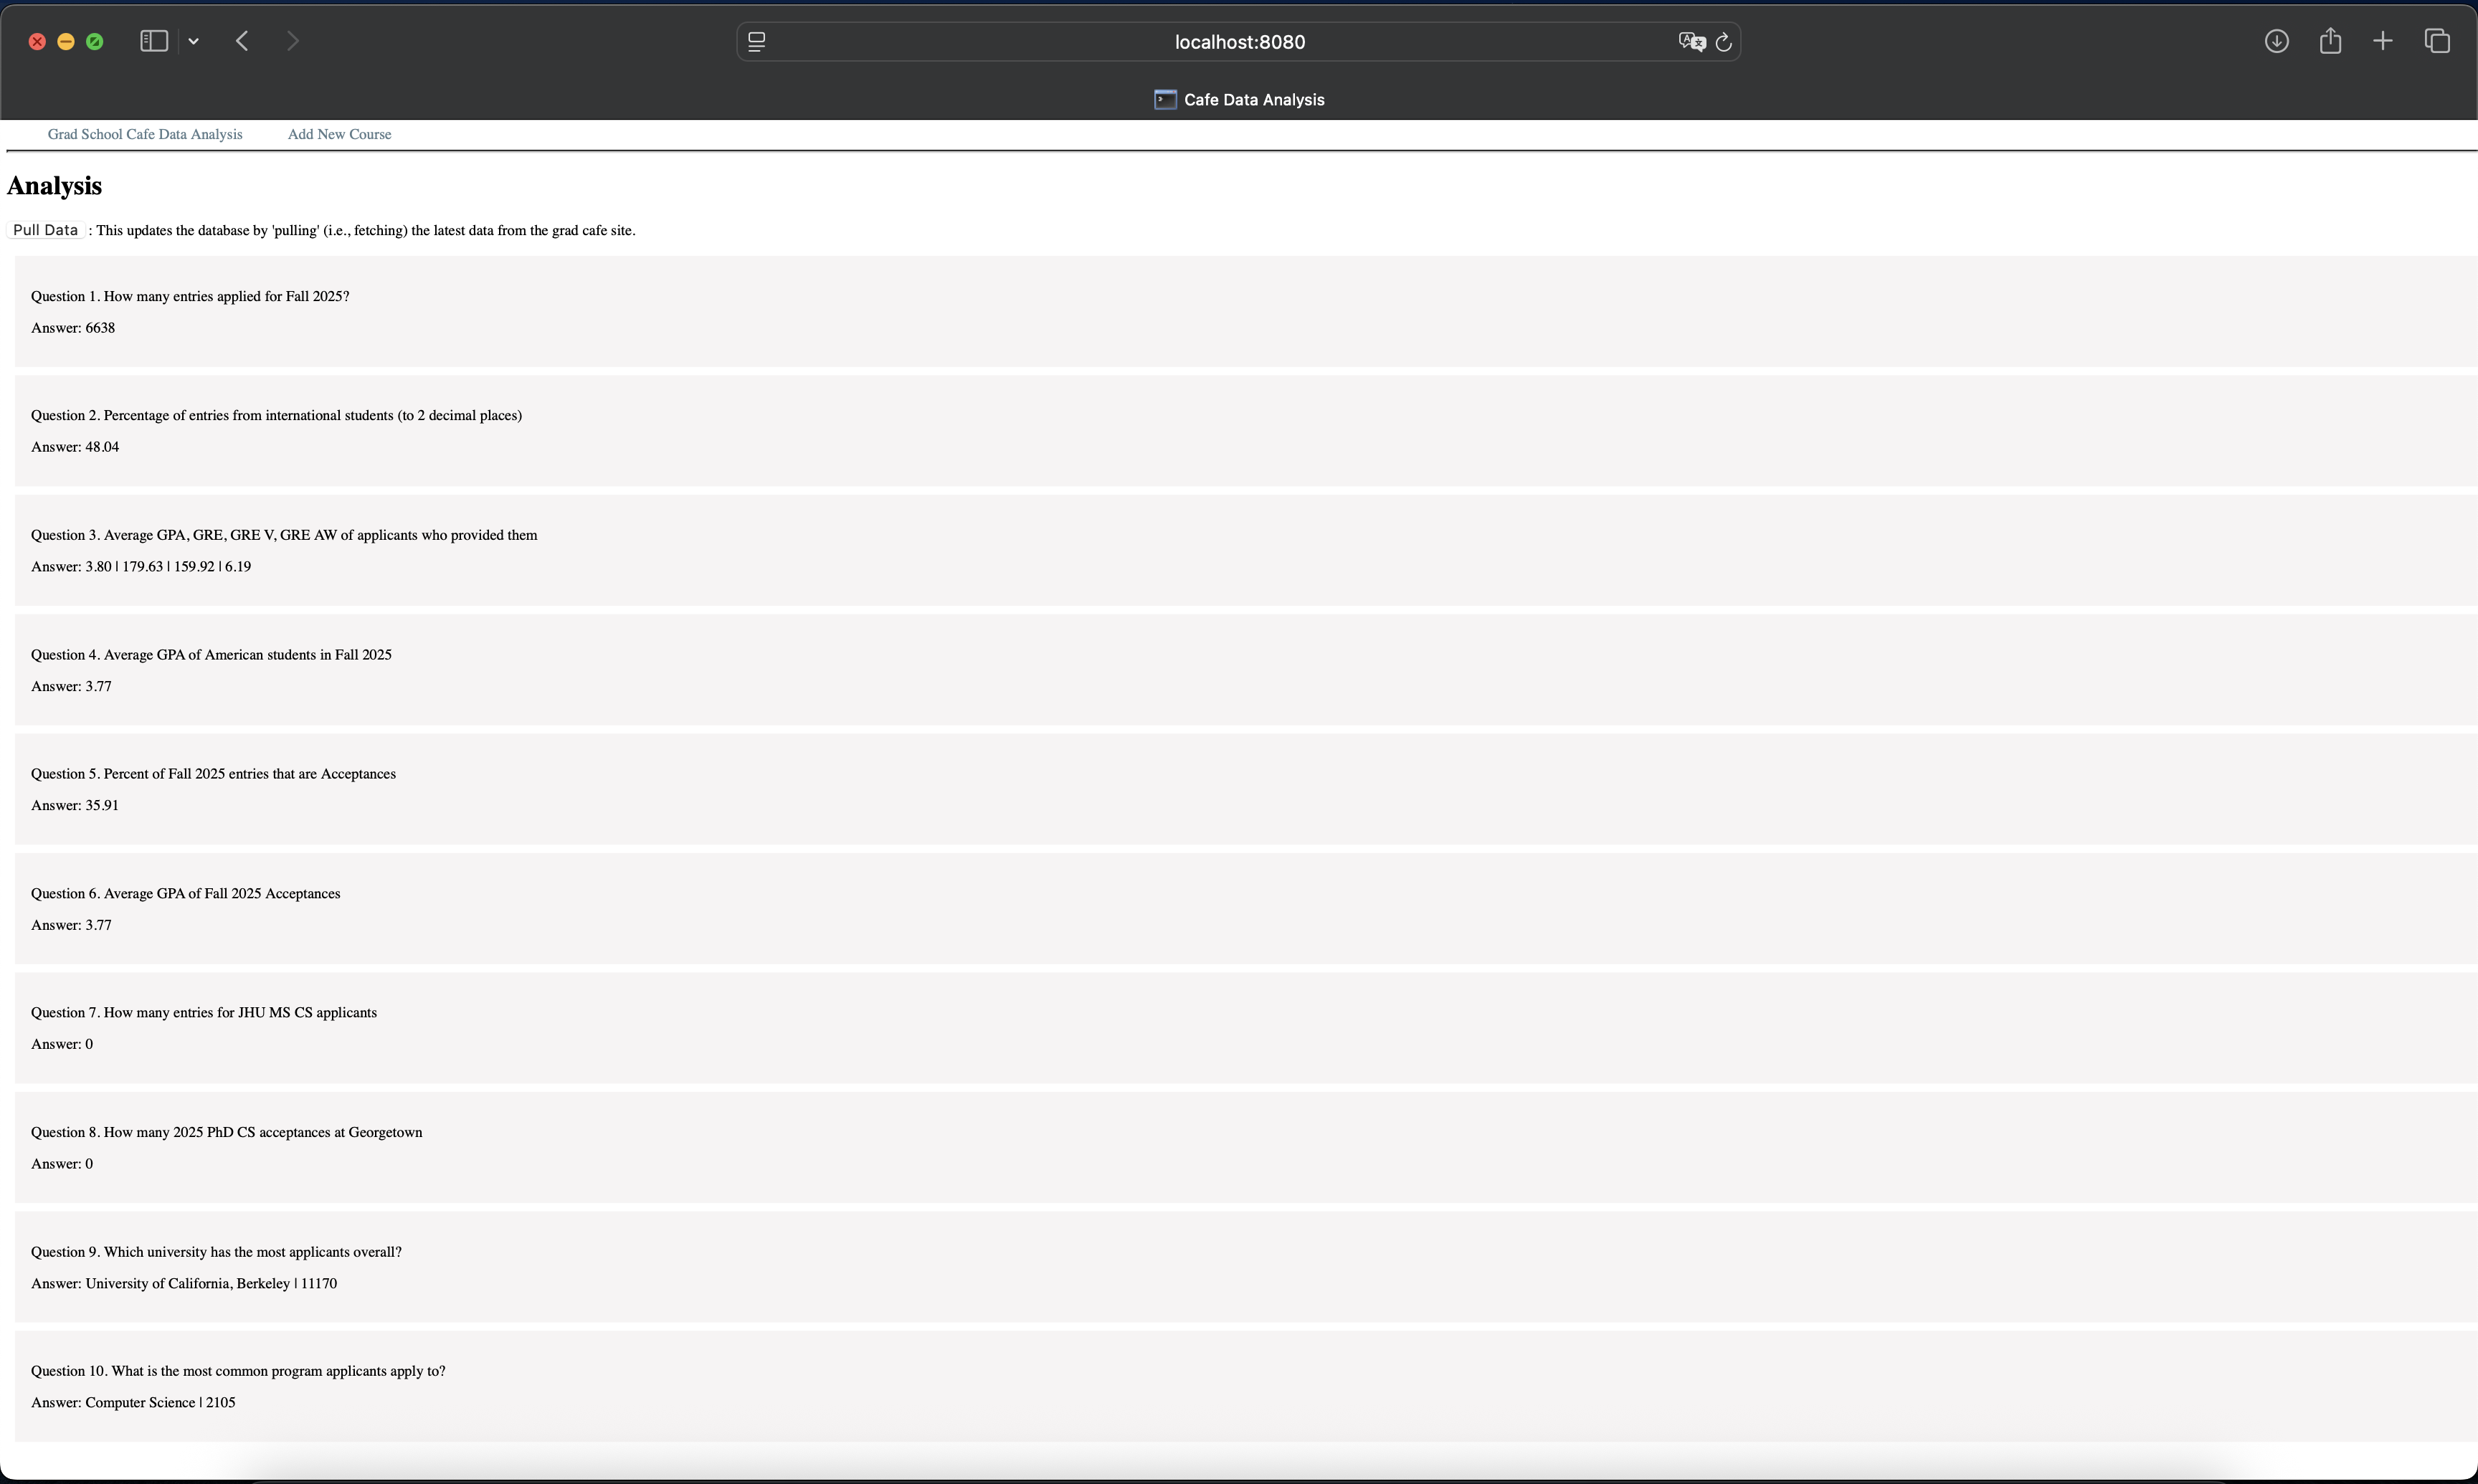 localhost:8080
Cafe Data Analysis
Grad School Cafe Data Analysis Add New Course
Analysis
Pull Data : This updates the database by 'pulling' (i.e., fetching) the latest data from the grad cafe site.
Question 1. How many entries applied for Fall 2025?
Answer: 6638
Question 2. Percentage of entries from international students (to 2 decimal places)
Answer: 48.04
Question 3. Average GPA, GRE, GRE V, GRE AW of applicants who provided them
Answer: 3.80 | 179.63 | 159.92 | 6.19
Question 4. Average GPA of American students in Fall 2025
Answer: 3.77
Question 5. Percent of Fall 2025 entries that are Acceptances
Answer: 35.91
Question 6. Average GPA of Fall 2025 Acceptances
Answer: 3.77
Question 7. How many entries for JHU MS CS applicants
Answer: 0
Question 8. How many 2025 PhD CS acceptances at Georgetown
Answer: 0
Question 9. Which university has the most applicants overall?
Answer: University of California, Berkeley | 11170
Question 10. What is the most common program applicants apply to?
Answer: Computer Science | 2105